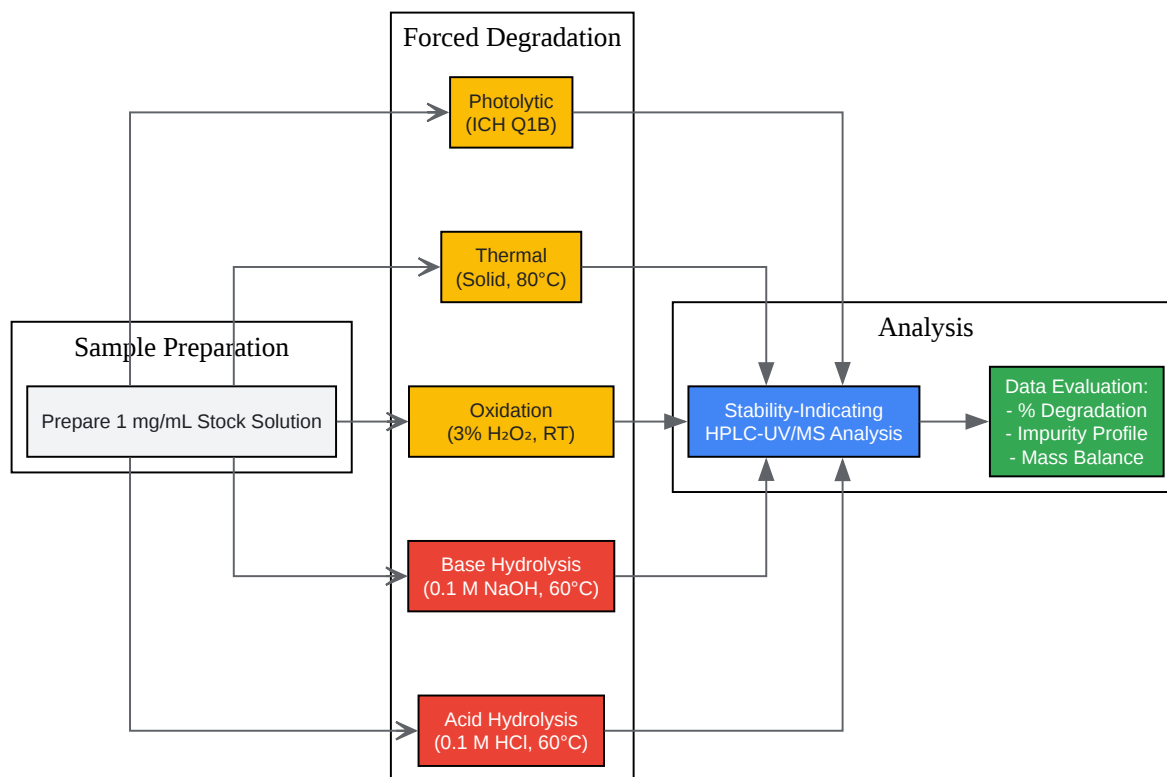 Forced Degradation
Photolytic
(ICH Q1B)
Thermal
(Solid, 80°C)
Sample Preparation
Prepare 1 mg/mL Stock Solution
Oxidation
(3% H₂O₂, RT)
Base Hydrolysis
(0.1 M NaOH, 60°C)
Acid Hydrolysis
(0.1 M HCl, 60°C)
Analysis
Stability-Indicating
HPLC-UV/MS Analysis
Data Evaluation:
- % Degradation
- Impurity Profile
- Mass Balance